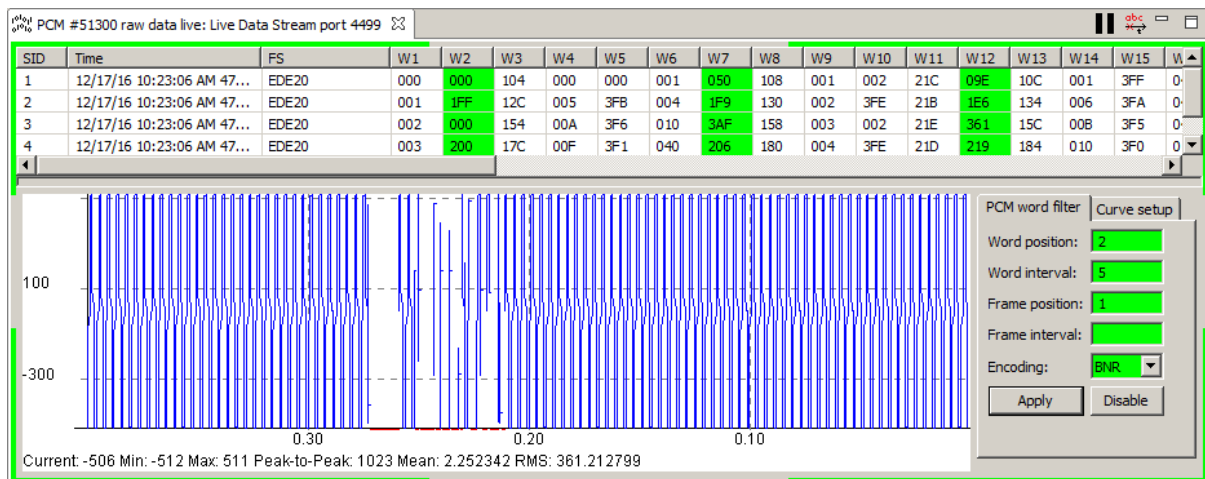 PCM #51300 raw data live: Live Data Stream port 4499
abc
SID Time FS W1 W2 W3 W4 W5 W6 W7 W8 W9 W10 W11 W12 W13 W14 W15
1 12/17/16 10:23:06 AM 47... EDE20 000 000 104 000 000 001 050 108 001 002 21C 09E 10C 001 3FF
2 12/17/16 10:23:06 AM 47... EDE20 001 1FF 12C 005 3FB 004 1F9 130 002 3FE 21B 1E6 134 006 3FA
3 12/17/16 10:23:06 AM 47... EDE20 002 000 154 00A 3F6 010 3AF 158 003 002 21E 361 15C 00B 3F5
4 12/17/16 10:23:06 AM 47... EDE20 003 200 17C 00F 3F1 040 206 180 004 3FE 21D 219 184 010 3F0
100
-300
0.30 0.20 0.10
Current: -506 Min: -512 Max: 511 Peak-to-Peak: 1023 Mean: 2.252342 RMS: 361.212799
PCM word filter Curve setup
Word position: 2
Word interval: 5
Frame position: 1
Frame interval:
Encoding: BNR
Apply Disable